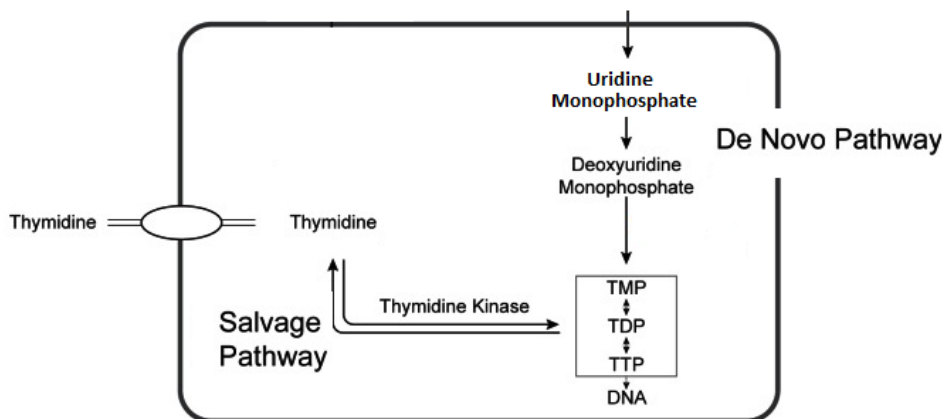 Uridine
Monophosphate
De Novo Pathway
Deoxyuridine
Monophosphate
Thymidine
Thymidine
TMP
Thymidine Kinase
Salvage
Pathway
TDP
TTP
DNA